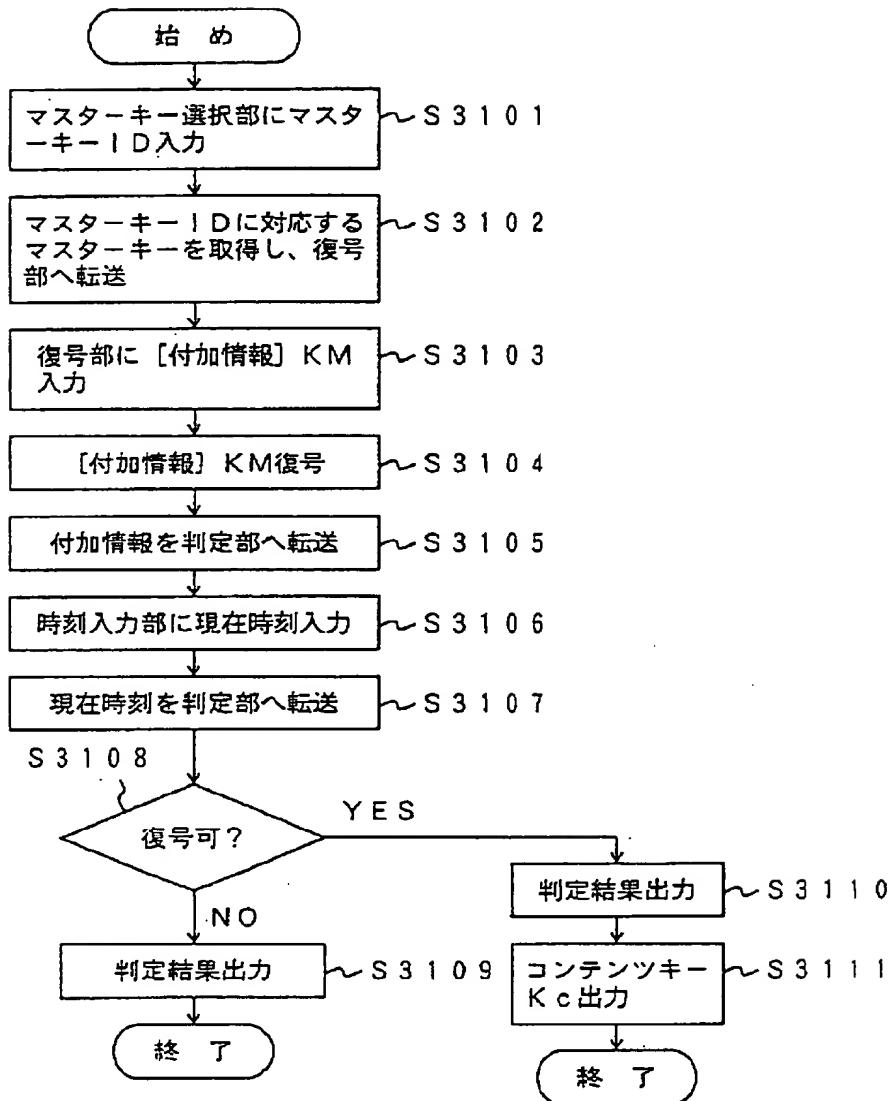 始 め
マスターキー選択部にマスタ
ーキーID入力
S3101
マスターキーIDに対応する
マスターキーを取得し、復号
部へ転送
S3102
復号部に[付加情報]KM
入力
S3103
[付加情報]KM復号
S3104
付加情報を判定部へ転送
S3105
時刻入力部に現在時刻入力
S3106
現在時刻を判定部へ転送
S3107
S3108
復号可?
YES
NO
判定結果出力
S3110
判定結果出力
S3109
コンテンツキー
Kc出力
S3111
終 了
終 了